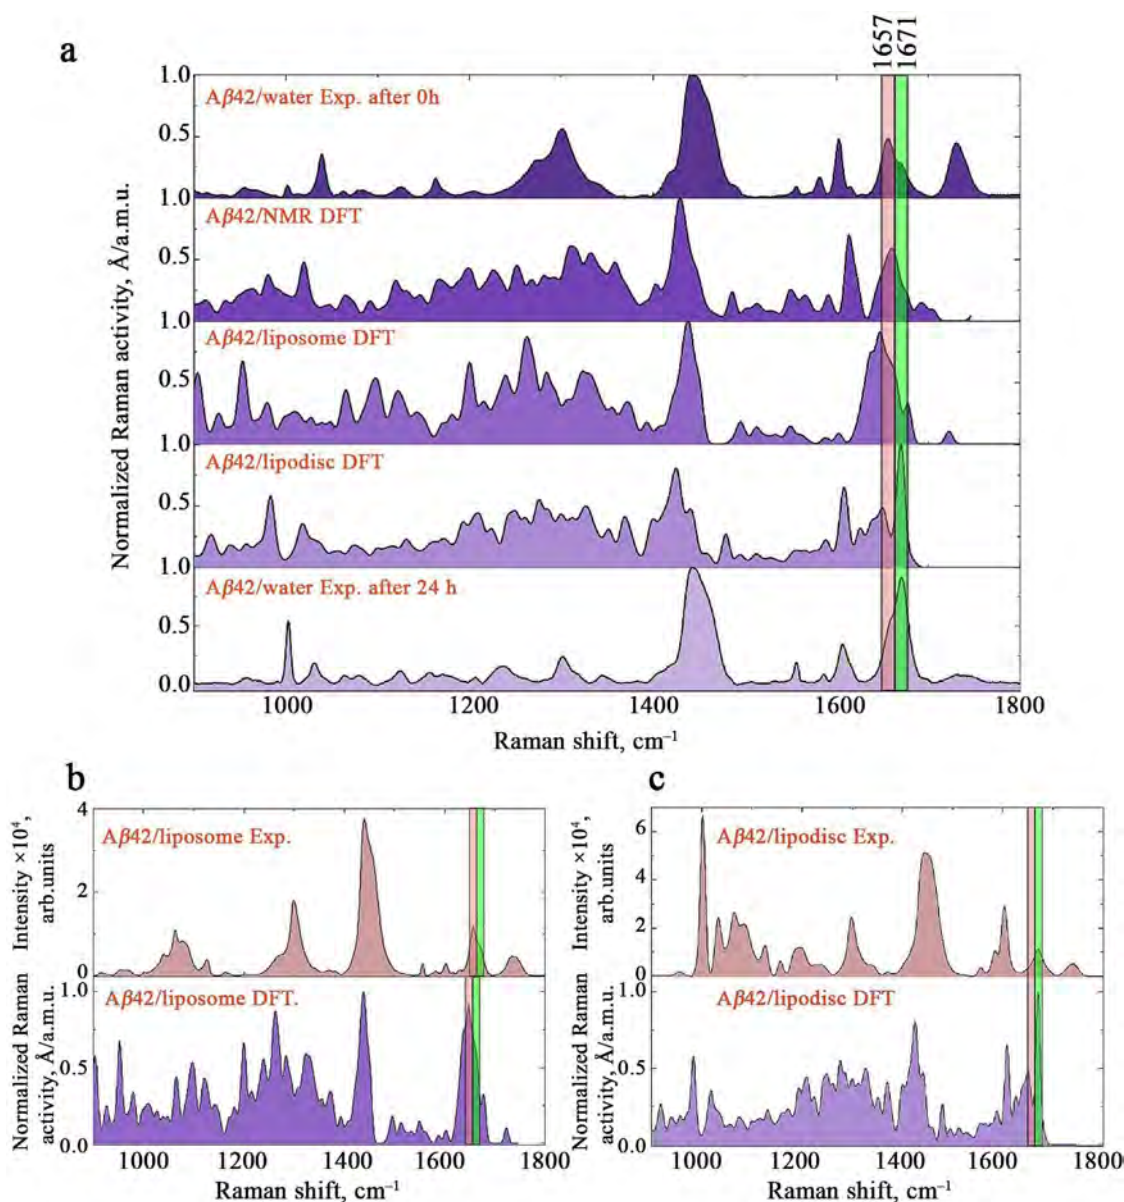 1657
1671
a
1.0
Aβ42/water Exp. after 0h
0.5
1.0
Aβ42/NMR DFT
0.5
1.0
Aβ42/liposome DFT
0.5
1.0
Aβ42/lipodisc DFT
0.5
1.0
Aβ42/water Exp. after 24 h
0.5
0.0
Normalized Raman activity, Å/a.m.u.
1000 1200 1400 1600 1800
Raman shift, cm⁻¹
b
4
Aβ42/liposome Exp.
2
0
Intensity ×10⁴,
arb.units
1.0
Aβ42/liposome DFT.
0.5
0.0
Normalized Raman
activity, Å/a.m.u.
1000 1200 1400 1600 1800
Raman shift, cm⁻¹
c
6
Aβ42/lipodisc Exp.
4
2
0
Intensity ×10⁴,
arb.units
1.0
Aβ42/lipodisc DFT
0.5
0.0
Normalized Raman
activity, Å/a.m.u.
1000 1200 1400 1600 1800
Raman shift, cm⁻¹